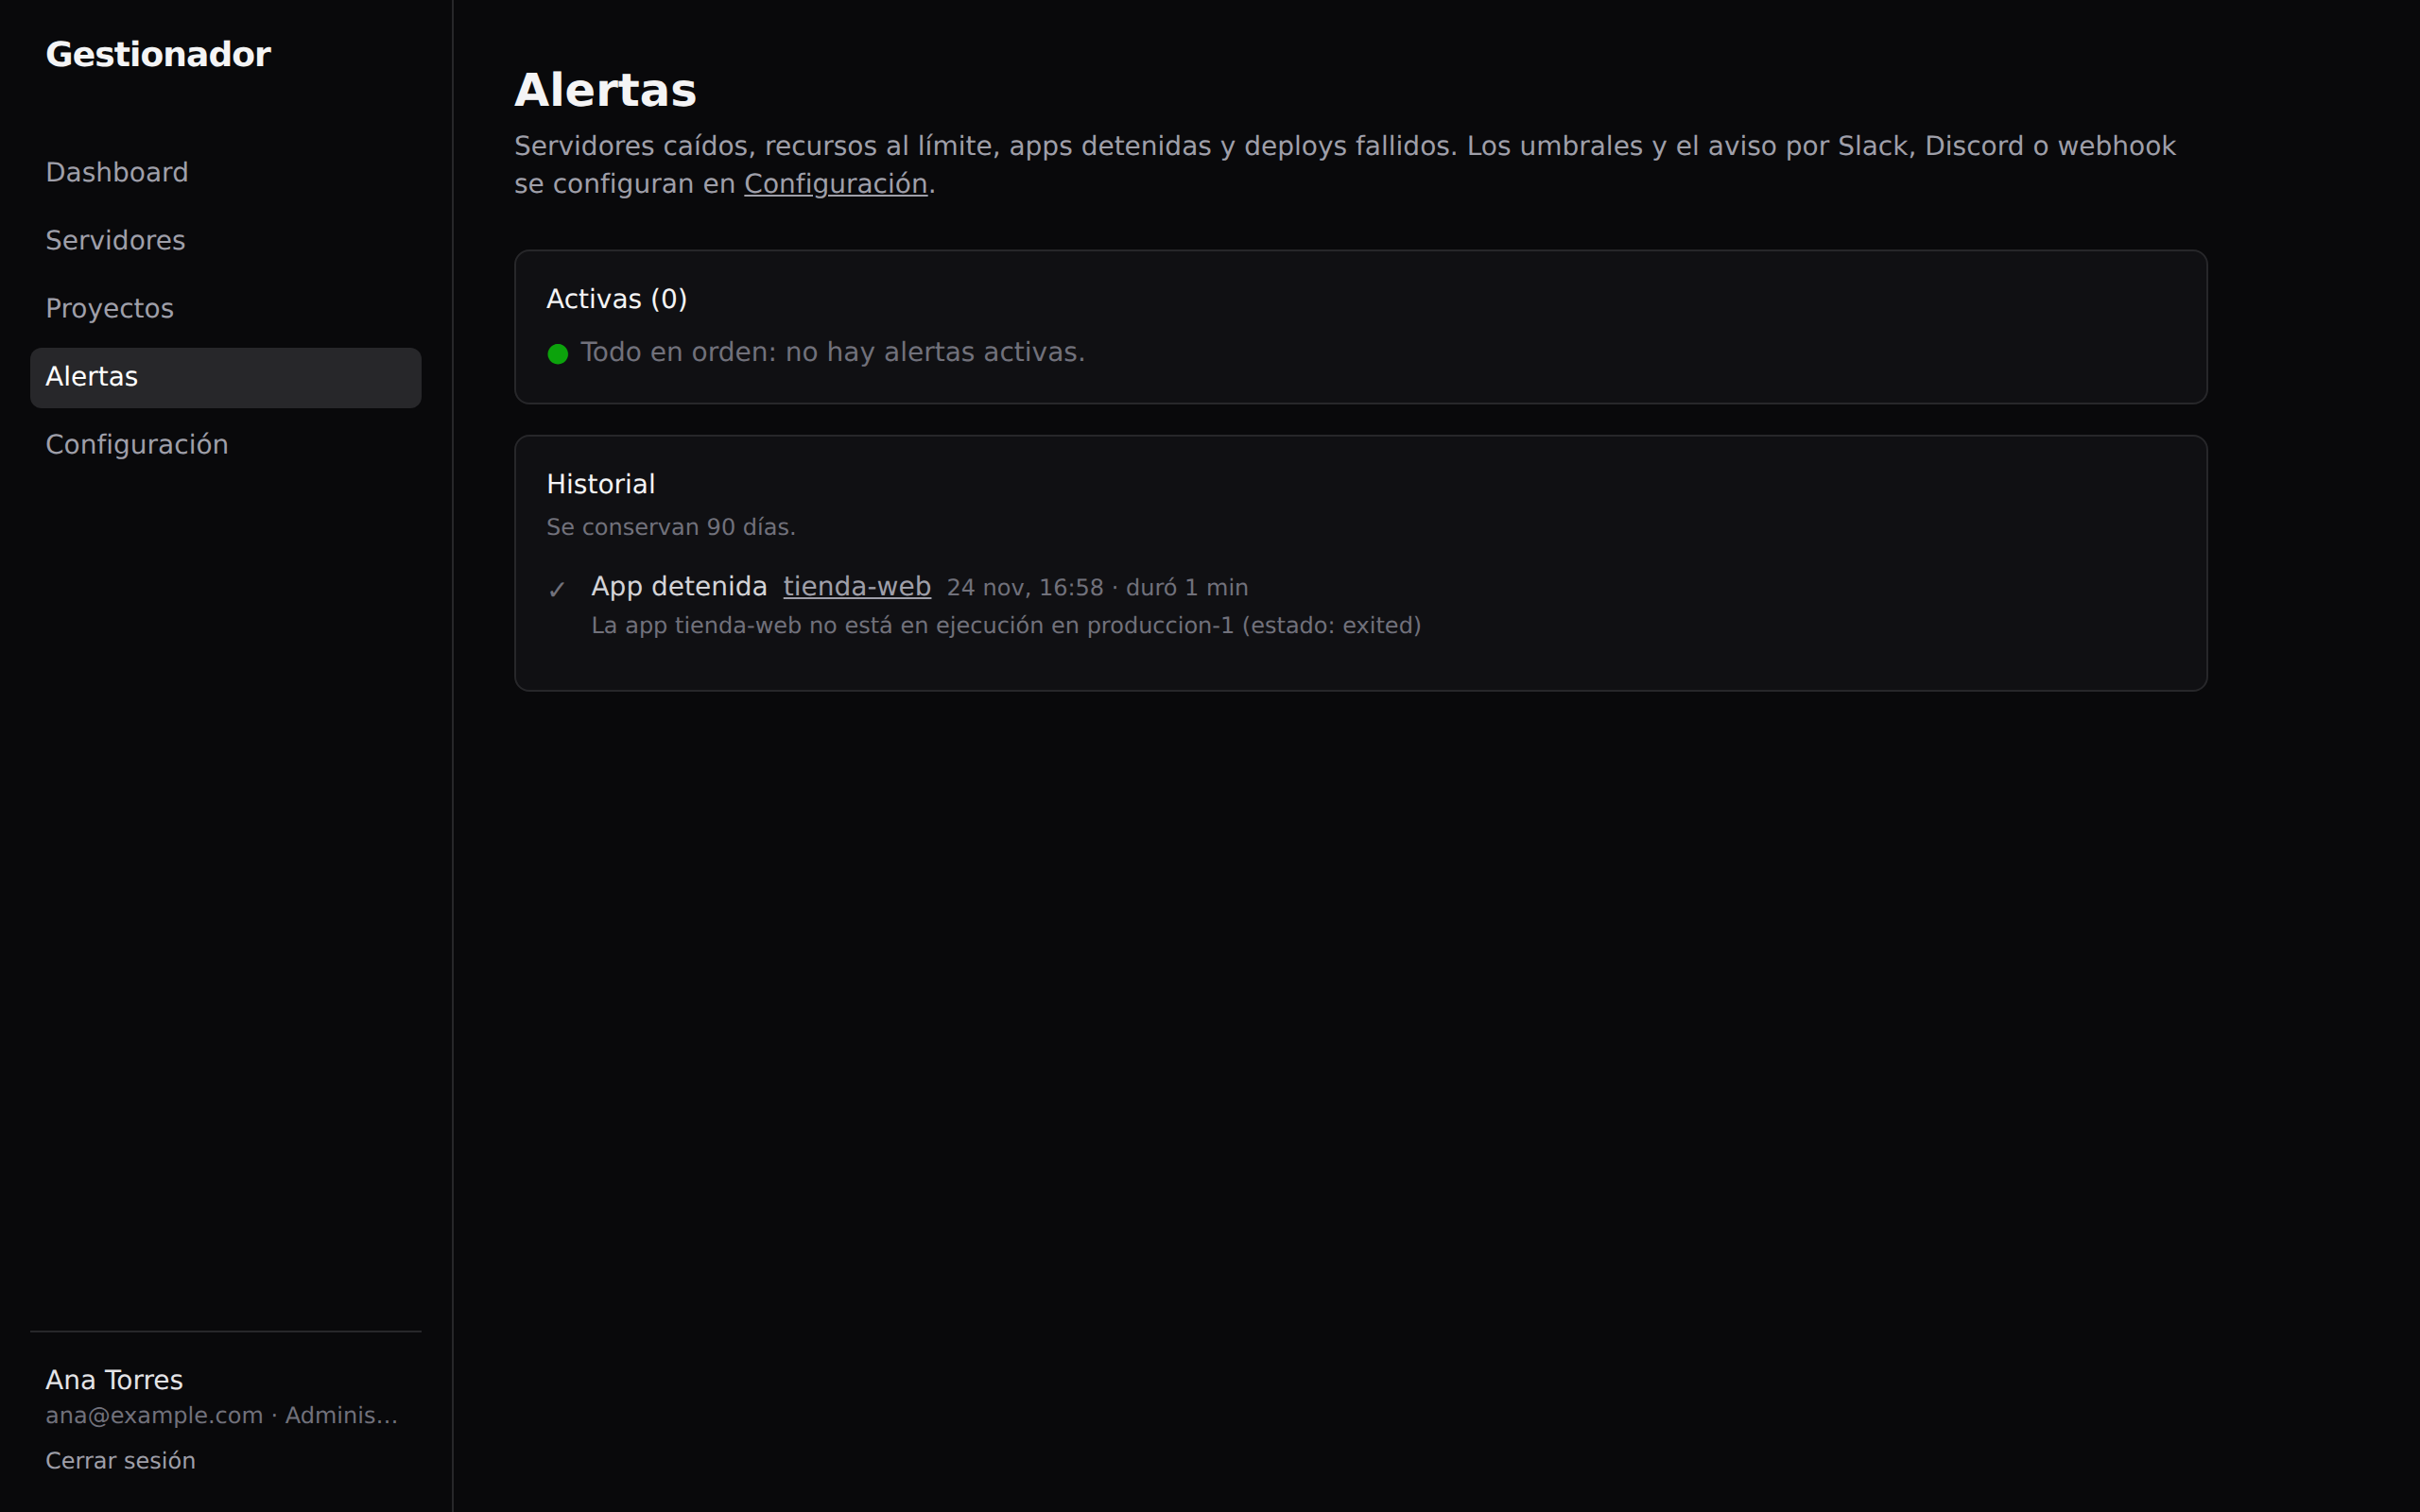 Gestionador
Dashboard
Servidores
Proyectos
Alertas
Configuración
Ana Torres
ana@example.com · Adminis…
Cerrar sesión
Alertas
Servidores caídos, recursos al límite, apps detenidas y deploys fallidos. Los umbrales y el aviso por Slack, Discord o webhook
se configuran en Configuración.
Activas (0)
Todo en orden: no hay alertas activas.
Historial
Se conservan 90 días.
✓ App detenida tienda-web 24 nov, 16:58 · duró 1 min
La app tienda-web no está en ejecución en produccion-1 (estado: exited)